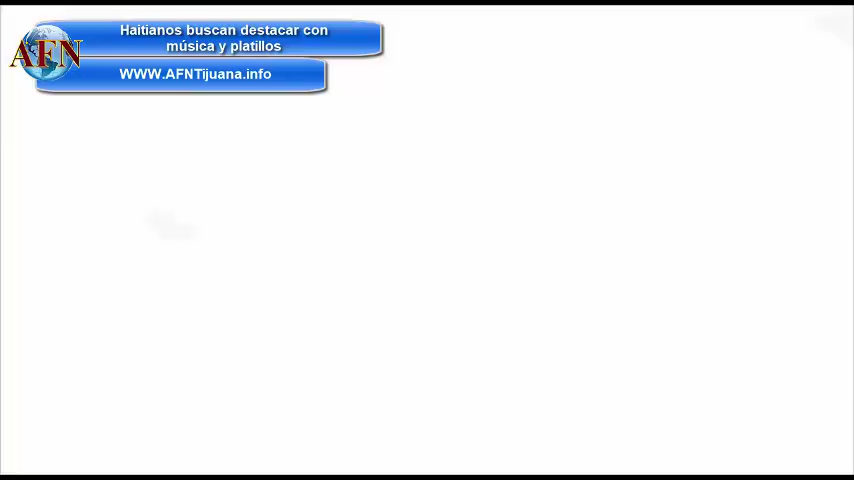 Haitianos buscan destacar con
música y platillos
AFN
WWW.AFNTijuana.info